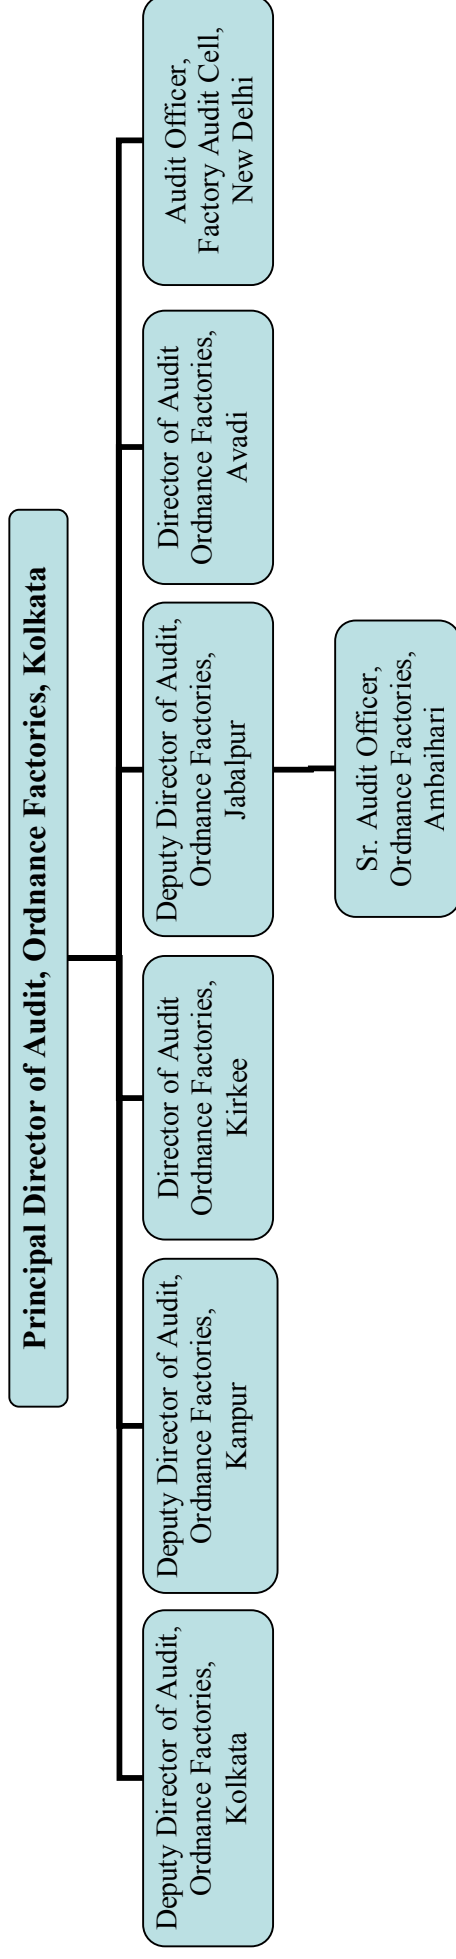 Principal Director of Audit, Ordnance Factories, Kolkata
Deputy Director of Audit,
Ordnance Factories,
Kolkata
Deputy Director of Audit,
Ordnance Factories,
Kanpur
Director of Audit
Ordnance Factories,
Kirkee
Deputy Director of Audit,
Ordnance Factories,
Jabalpur
Director of Audit
Ordnance Factories,
Avadi
Audit Officer,
Factory Audit Cell,
New Delhi
Sr. Audit Officer,
Ordnance Factories,
Ambaihari